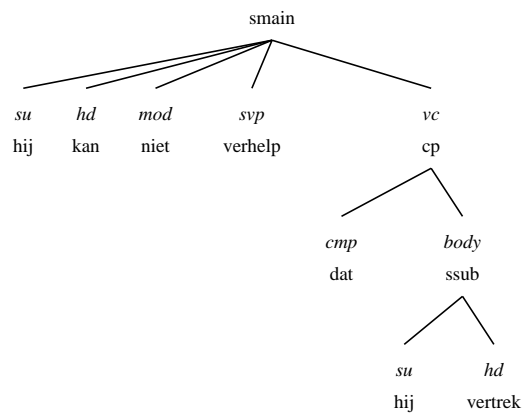 smain
su hd mod svp vc
hij kan niet verhelp cp
cmp body
dat ssub
su hd
hij vertrek